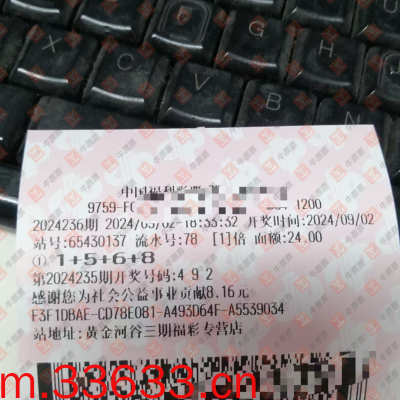 X
C
V
B
N
G
H
J
K
中国福利彩票
9759-FC 1200
2024236期 2024/09/02-18:33:32 开奖时间:2024/09/02
站号:65430137 流水号:78 [1]倍 面额:24.00
①. 1+5+6+8
第2024235期开奖号码:4 9 2
感谢您为社会公益事业贡献8.16元
F3F1DBAE-CD78E081-A493D64F-A5539034
站地址:黄金河谷三期福彩专营店
m.33633.cn